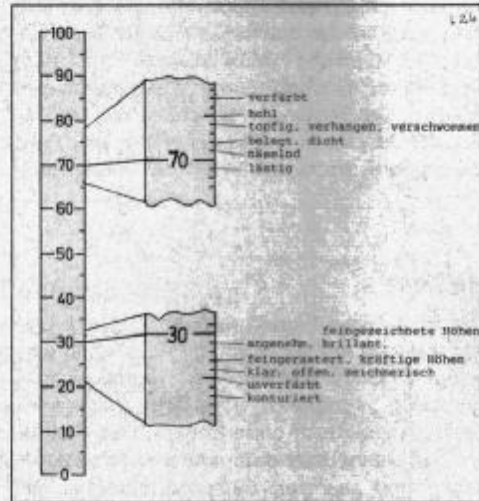 100
90
80
70
60
50
40
30
20
10
0
70
verfärbt
hohl
topfig, verhangen, verschwommen
belegt, dicht
näselnd
lästig
30
feingezeichnete Höhen
angenehm, brillant,
feingerastert, kräftige Höhen
klar, offen, zeichnerisch
unverfärbt
konturiert